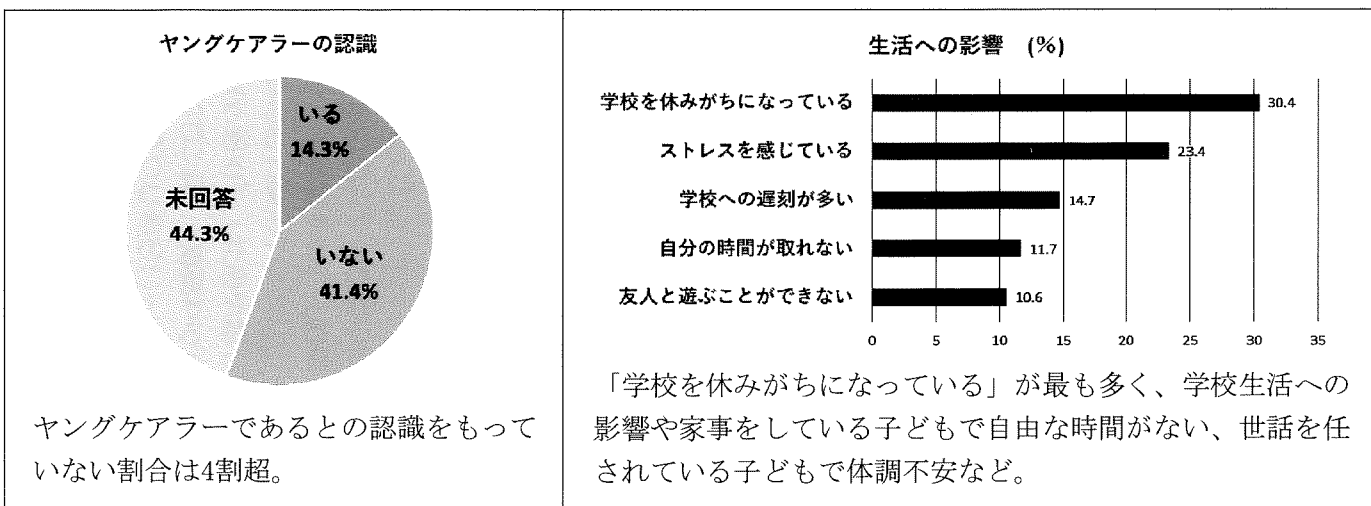 ヤングケアラーの認識
いる
14.3%
未回答
44.3%
いない
41.4%
ヤングケアラーであるとの認識をもって
いない割合は4割超。
生活への影響 (%)
学校を休みがちになっている 30.4
ストレスを感じている 23.4
学校への遅刻が多い 14.7
自分の時間が取れない 11.7
友人と遊ぶことができない 10.6
0 5 10 15 20 25 30 35
「学校を休みがちになっている」が最も多く、学校生活への
影響や家事をしている子どもで自由な時間がない、世話を任
されている子どもで体調不安など。